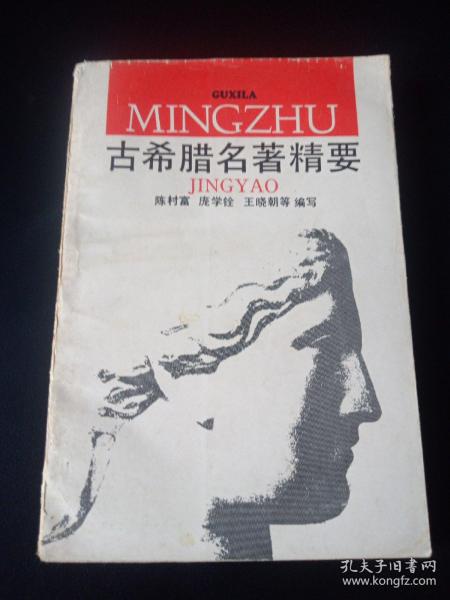 GUXILA
MINGZHU
古希腊名著精要
JINGYAO
陈村富 庞学铨 王晓朝等 编写
孔夫子旧书网
www.kongfz.com